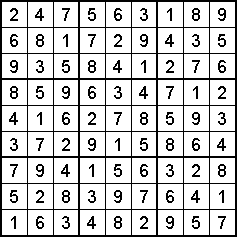 2 4 7 5 6 3 1 8 9
6 8 1 7 2 9 4 3 5
9 3 5 8 4 1 2 7 6
8 5 9 6 3 4 7 1 2
4 1 6 2 7 8 5 9 3
3 7 2 9 1 5 8 6 4
7 9 4 1 5 6 3 2 8
5 2 8 3 9 7 6 4 1
1 6 3 4 8 2 9 5 7